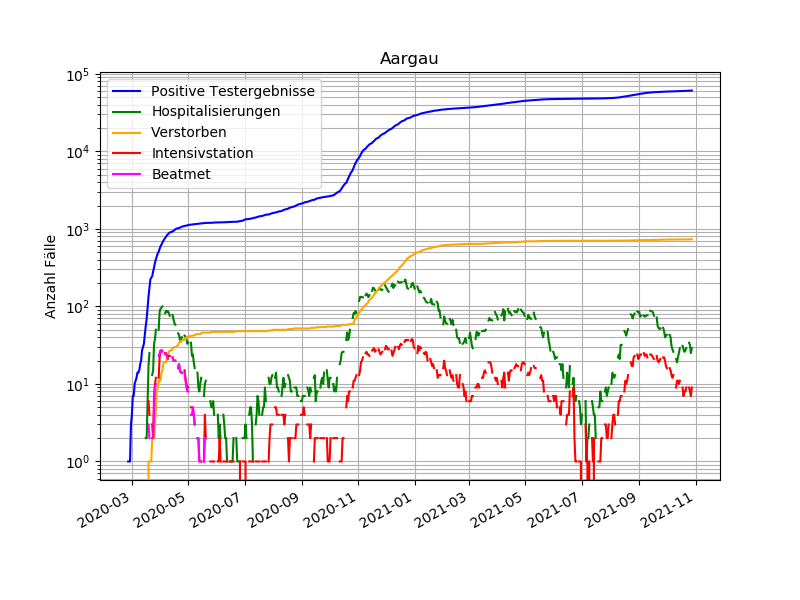 Aargau
Anzahl Fälle
10^5
10^4
10^3
10^2
10^1
10^0
Positive Testergebnisse
Hospitalisierungen
Verstorben
Intensivstation
Beatmet
2020-03
2020-05
2020-07
2020-09
2020-11
2021-01
2021-03
2021-05
2021-07
2021-09
2021-11